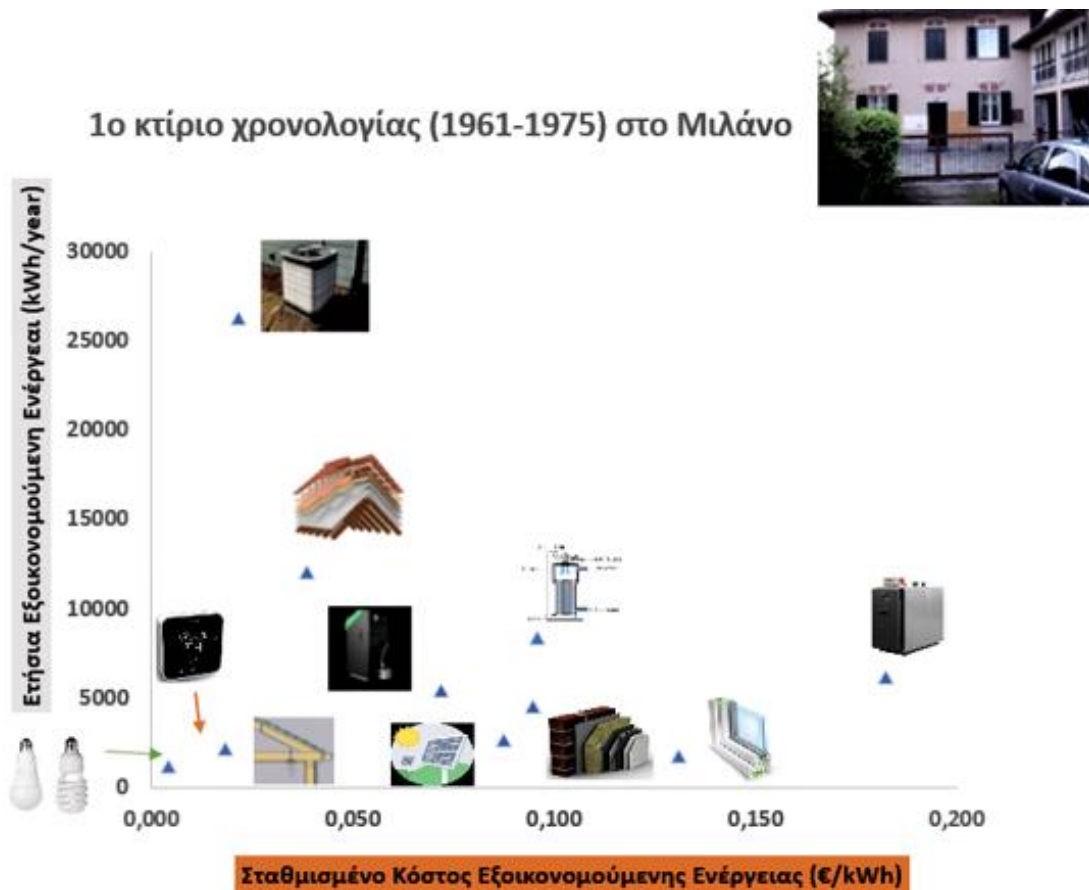 1ο κτίριο χρονολογίας (1961-1975) στο Μιλάνο
Ετήσια Εξοικονομούμενη Ενέργεαι (kWh/year)
30000
25000
20000
15000
10000
5000
0
0,000 0,050 0,100 0,150 0,200
Σταθμισμένο Κόστος Εξοικονομούμενης Ενέργειας (€/kWh)